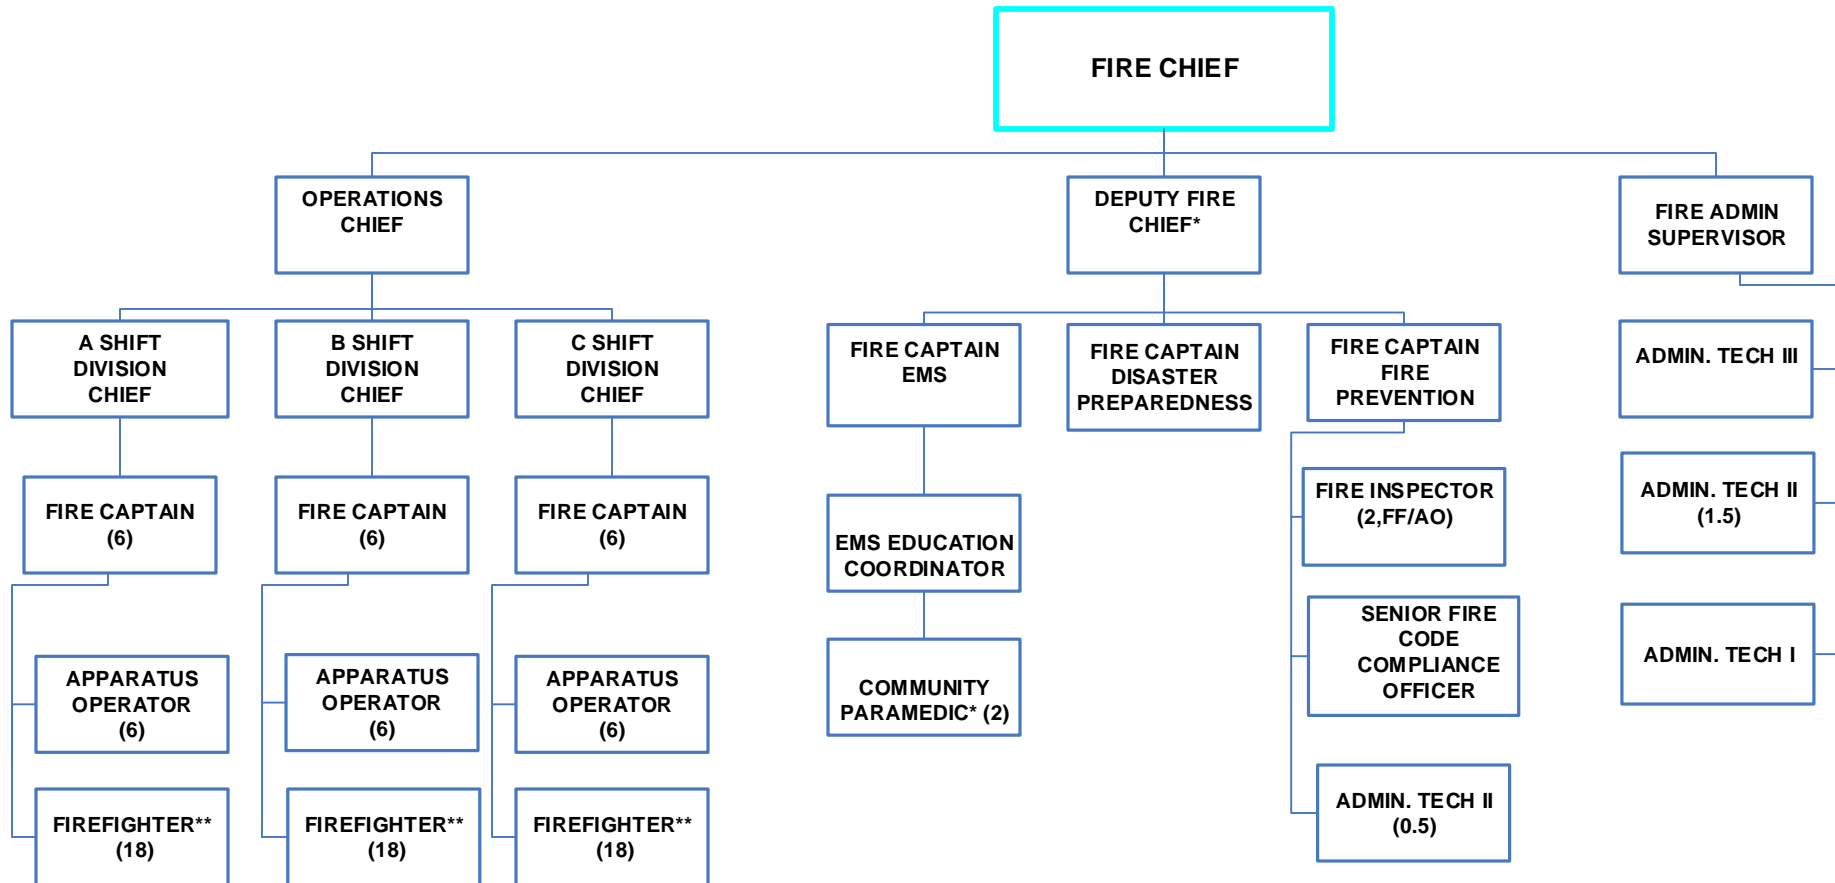 FIRE CHIEF
OPERATIONS
CHIEF
DEPUTY FIRE
CHIEF*
FIRE ADMIN
SUPERVISOR
A SHIFT
DIVISION
CHIEF
B SHIFT
DIVISION
CHIEF
C SHIFT
DIVISION
CHIEF
FIRE CAPTAIN
EMS
FIRE CAPTAIN
DISASTER
PREPAREDNESS
FIRE CAPTAIN
FIRE
PREVENTION
ADMIN. TECH III
FIRE CAPTAIN
(6)
FIRE CAPTAIN
(6)
FIRE CAPTAIN
(6)
EMS EDUCATION
COORDINATOR
FIRE INSPECTOR
(2,FF/AO)
ADMIN. TECH II
(1.5)
APPARATUS
OPERATOR
(6)
APPARATUS
OPERATOR
(6)
APPARATUS
OPERATOR
(6)
COMMUNITY
PARAMEDIC* (2)
SENIOR FIRE
CODE
COMPLIANCE
OFFICER
ADMIN. TECH I
FIREFIGHTER**
(18)
FIREFIGHTER**
(18)
FIREFIGHTER**
(18)
ADMIN. TECH II
(0.5)